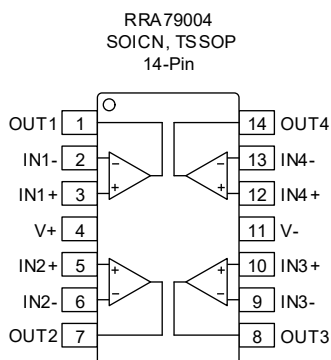 RRA79004
SOICN, TSSOP
14-Pin
OUT1 1 14 OUT4
IN1- 2 - - 13 IN4-
IN1+ 3 + + 12 IN4+
V+ 4 11 V-
IN2+ 5 + + 10 IN3+
IN2- 6 - - 9 IN3-
OUT2 7 8 OUT3